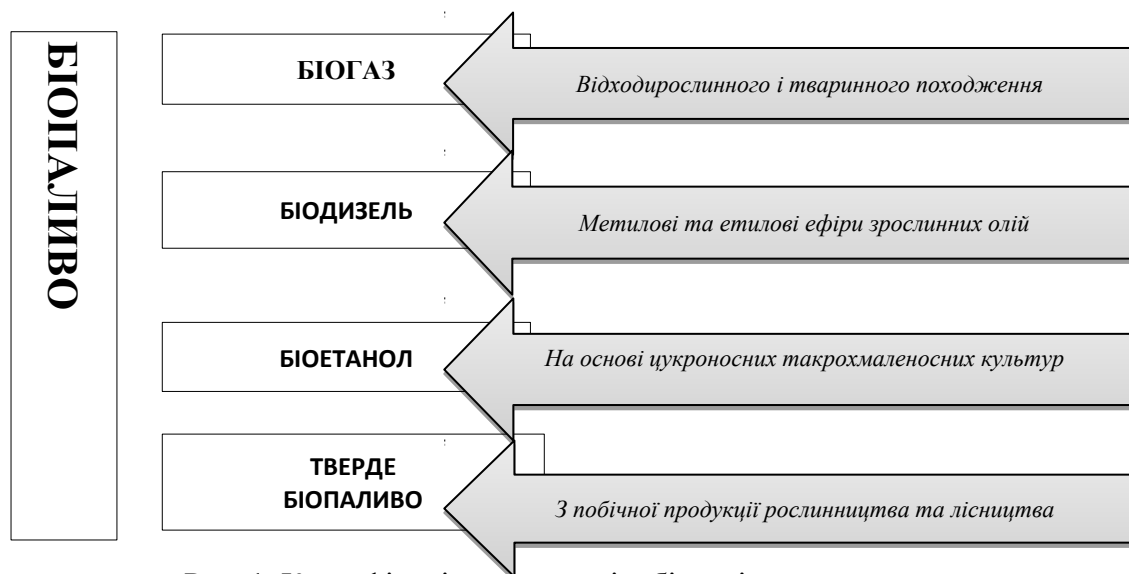 БІОПАЛИВО
БІОГАЗ
Відходирослинного і тваринного походження
БІОДИЗЕЛЬ
Метилові та етилові ефіри зрослинних олій
БІОЕТАНОЛ
На основі цукроносних такрохмаленосних культур
ТВЕРДЕ
БІОПАЛИВО
З побічної продукції рослинництва та лісництва